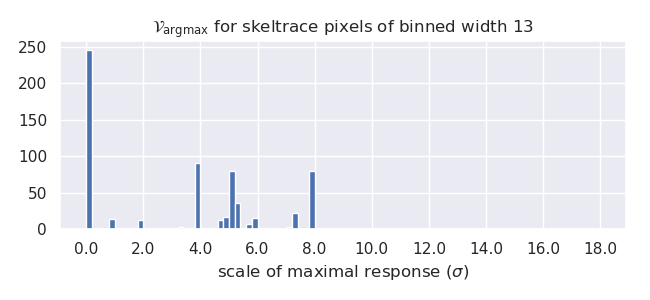 𝒱argmax for skeltrace pixels of binned width 13
250
200
150
100
50
0
0.0 2.0 4.0 6.0 8.0 10.0 12.0 14.0 16.0 18.0
scale of maximal response (σ)